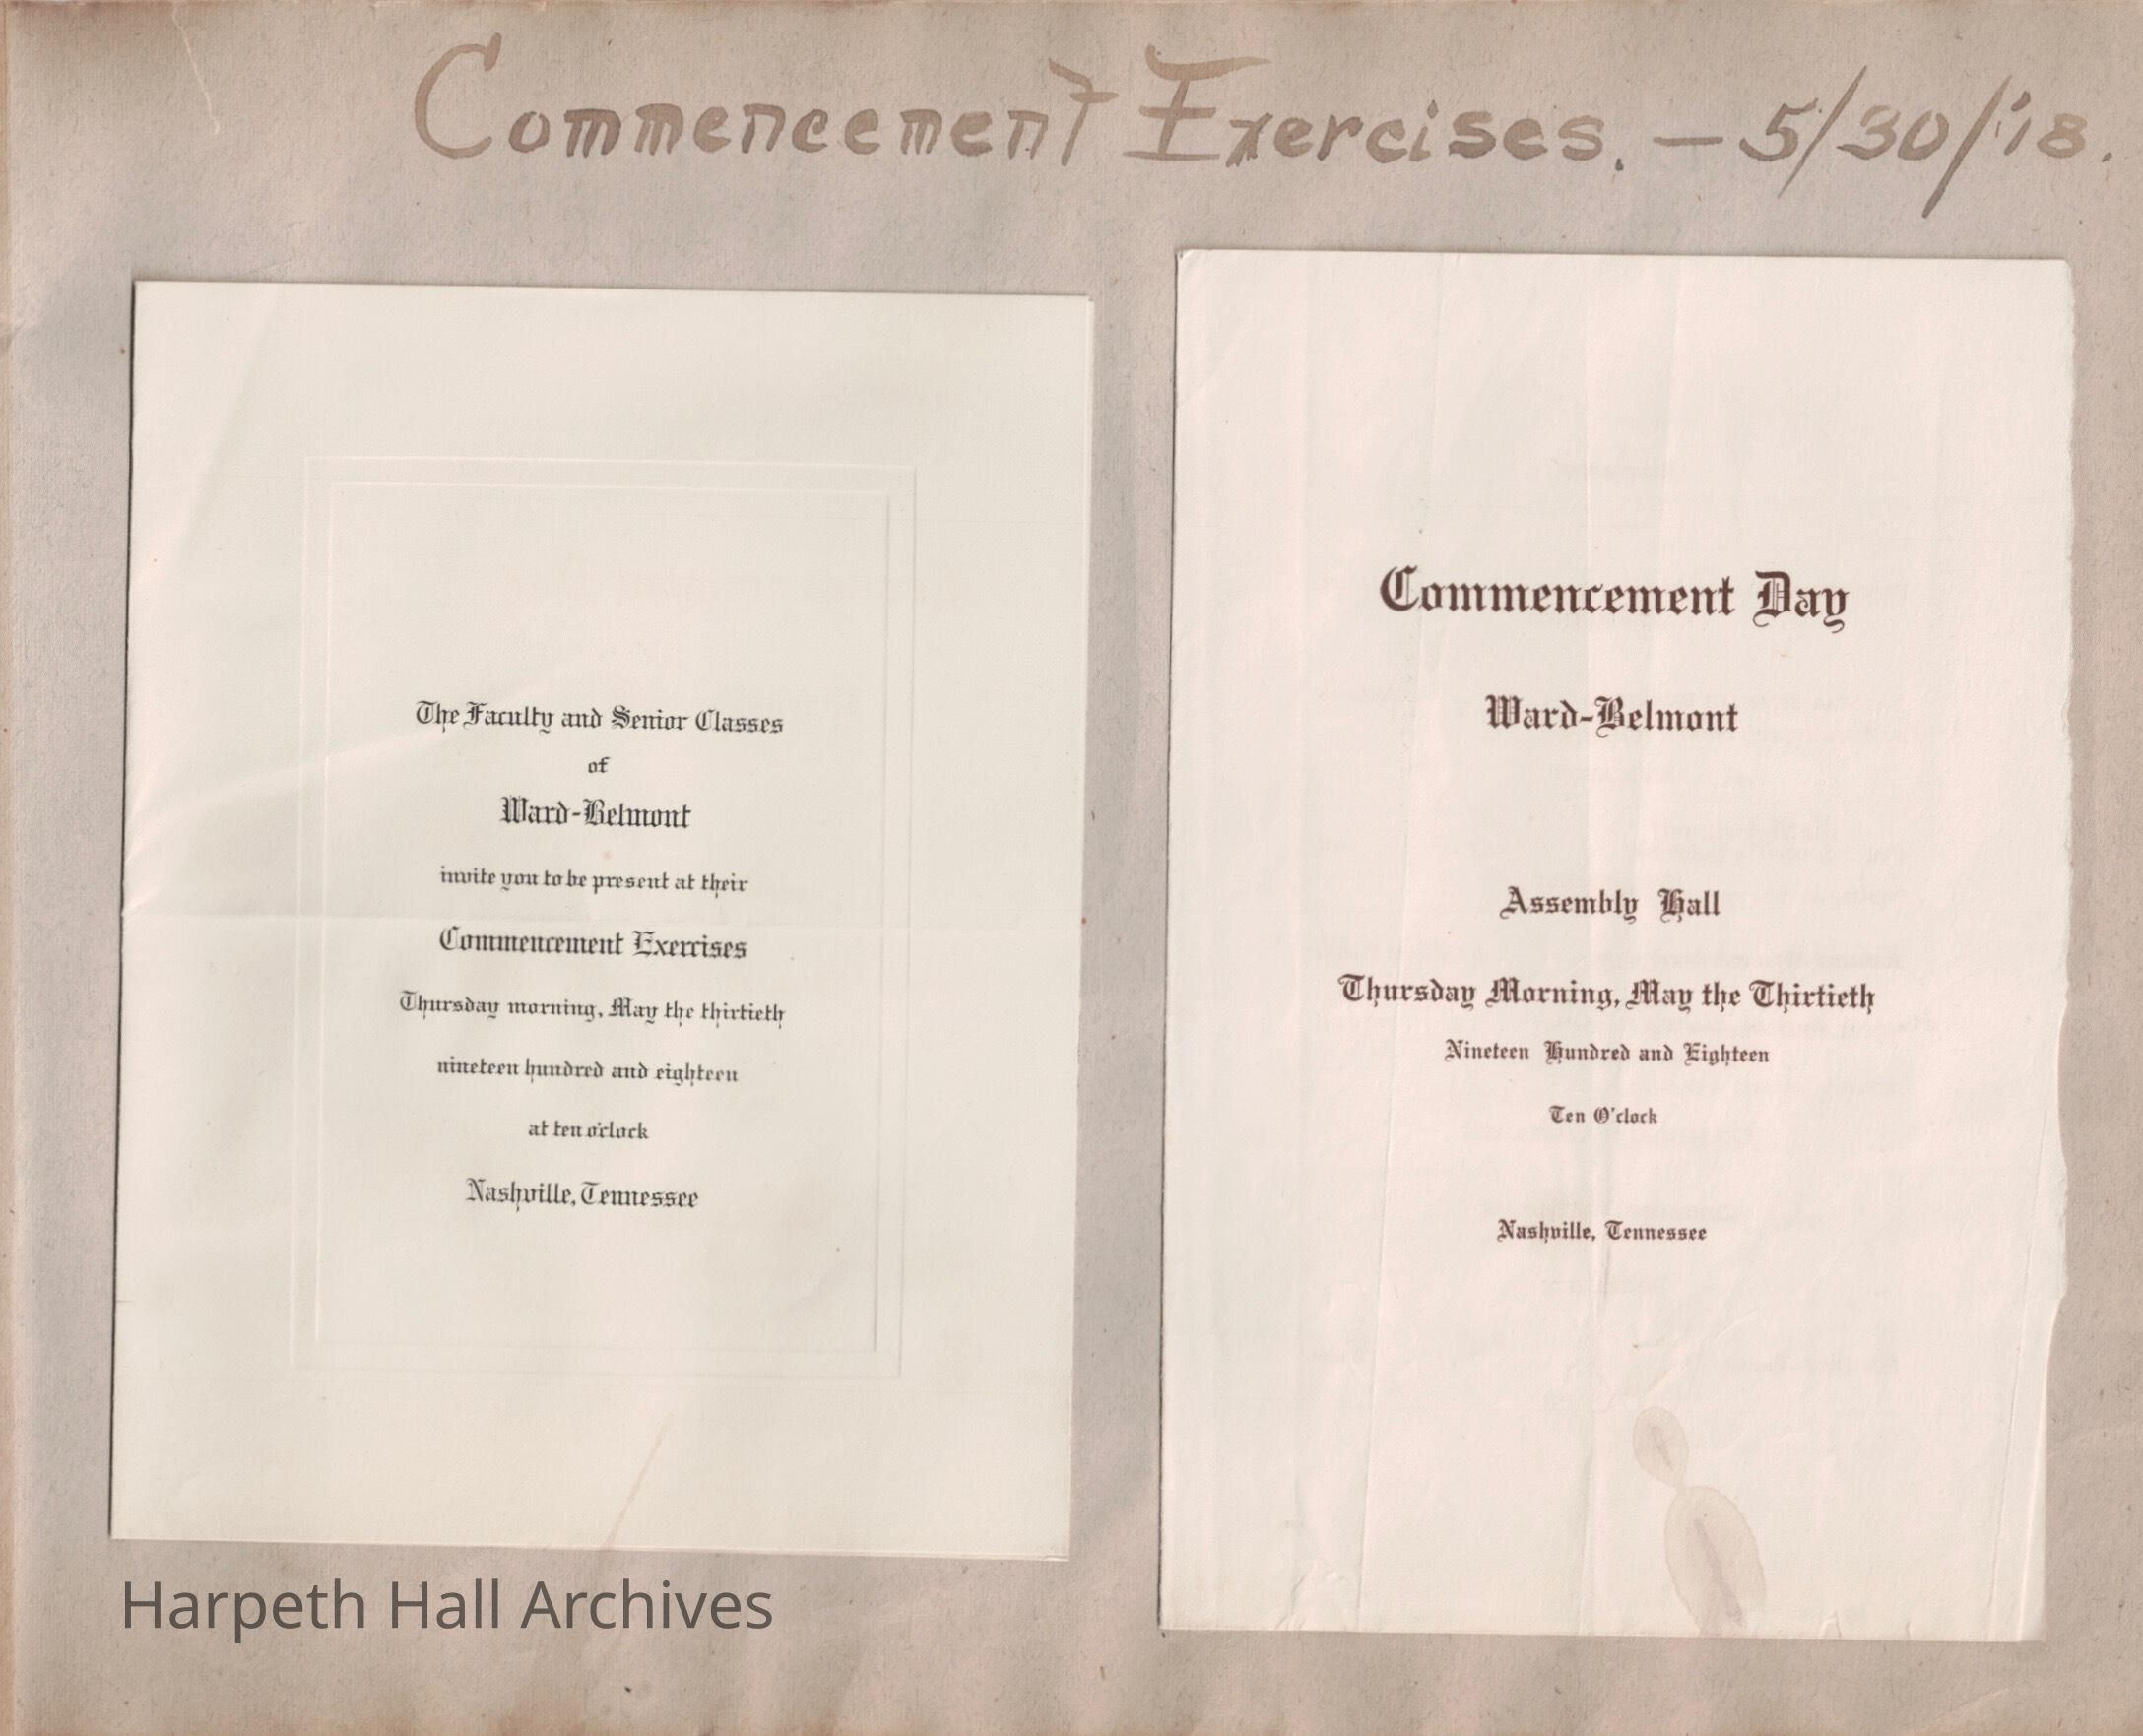 Commencement Exercises. – 5/30/'18.
The Faculty and Senior Classes
of
Ward-Belmont
invite you to be present at their
Commencement Exercises
Thursday morning, May the thirtieth
nineteen hundred and eighteen
at ten o'clock
Nashville, Tennessee
Commencement Day
Ward-Belmont
Assembly Hall
Thursday Morning, May the Thirtieth
Nineteen Hundred and Eighteen
Ten O'clock
Nashville, Tennessee
Harpeth Hall Archives